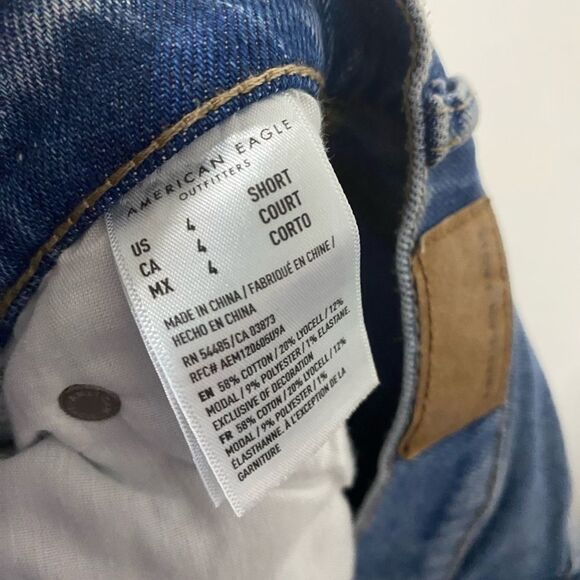 AMERICAN EAGLE
OUTFITTERS
US 4 SHORT
CA 4 COURT
MX 4 CORTO
MADE IN CHINA / FABRIQUÉ EN CHINE /
HECHO EN CHINA
RN 54485/CA 03873
RFC# AEM120605U9A
EN 58% COTTON / 20% LYOCELL / 12%
MODAL / 9% POLYESTER / 1% ELASTANE.
EXCLUSIVE OF DECORATION
FR 58% COTON / 20% LYOCELL / 12%
MODAL / 9% POLYESTER / 1%
ÉLASTHANNE. À L'EXCEPTION DE LA
GARNITURE